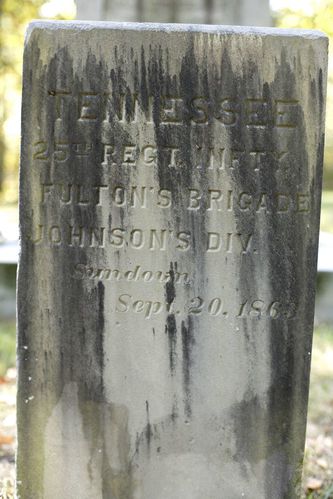 TENNESSEE
25TH REGT. INFTY
FULTON'S BRIGADE
JOHNSON'S DIV.
Sundown
Sept. 20, 1863